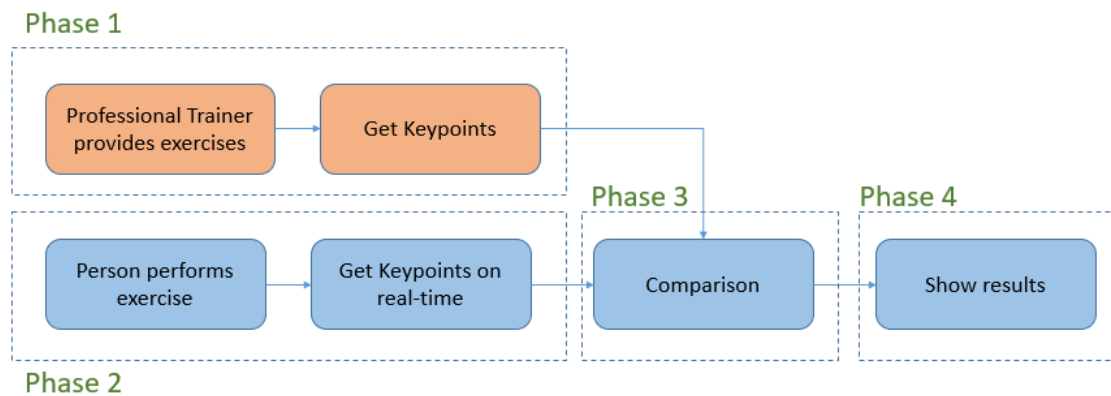 Phase 1
Professional Trainer
provides exercises
Get Keypoints
Phase 3
Phase 4
Person performs
exercise
Get Keypoints on
real-time
Comparison
Show results
Phase 2